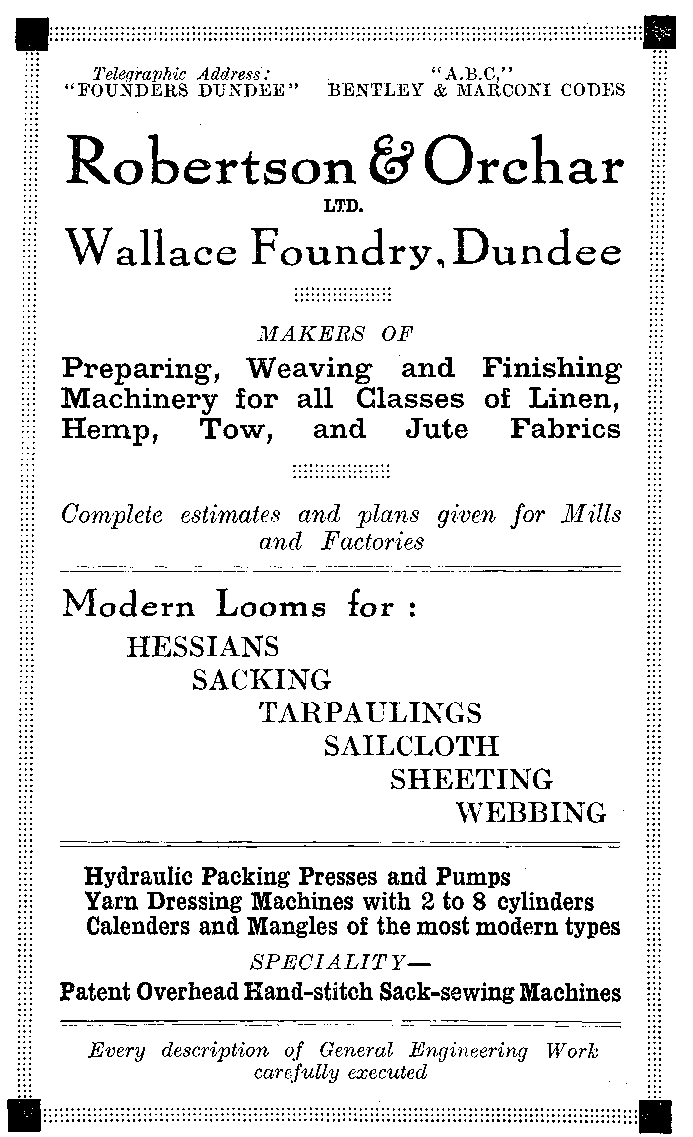 Telegraphic Address: "A.B.C,"
"FOUNDERS DUNDEE" BENTLEY & MARCONI CODES
Robertson & Orchar
LTD.
Wallace Foundry, Dundee
MAKERS OF
Preparing, Weaving and Finishing
Machinery for all Classes of Linen,
Hemp, Tow, and Jute Fabrics
Complete estimates and plans given for Mills
and Factories
Modern Looms for :
HESSIANS
SACKING
TARPAULINGS
SAILCLOTH
SHEETING
WEBBING
Hydraulic Packing Presses and Pumps
Yarn Dressing Machines with 2 to 8 cylinders
Calenders and Mangles of the most modern types
SPECIALITY—
Patent Overhead Hand-stitch Sack-sewing Machines
Every description of General Engineering Work
carefully executed